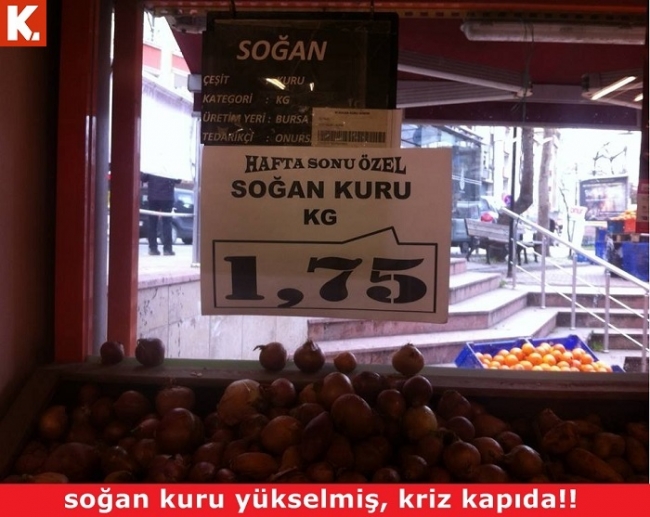 K.
SOĞAN
ÇEŞİT : KURU
KATEGORİ : KG
ÜRETİM YERİ : BURSA
TEDARİKÇİ : ONURS
HAFTA SONU ÖZEL
SOĞAN KURU
KG
1,75
soğan kuru yükselmiş, kriz kapıda!!